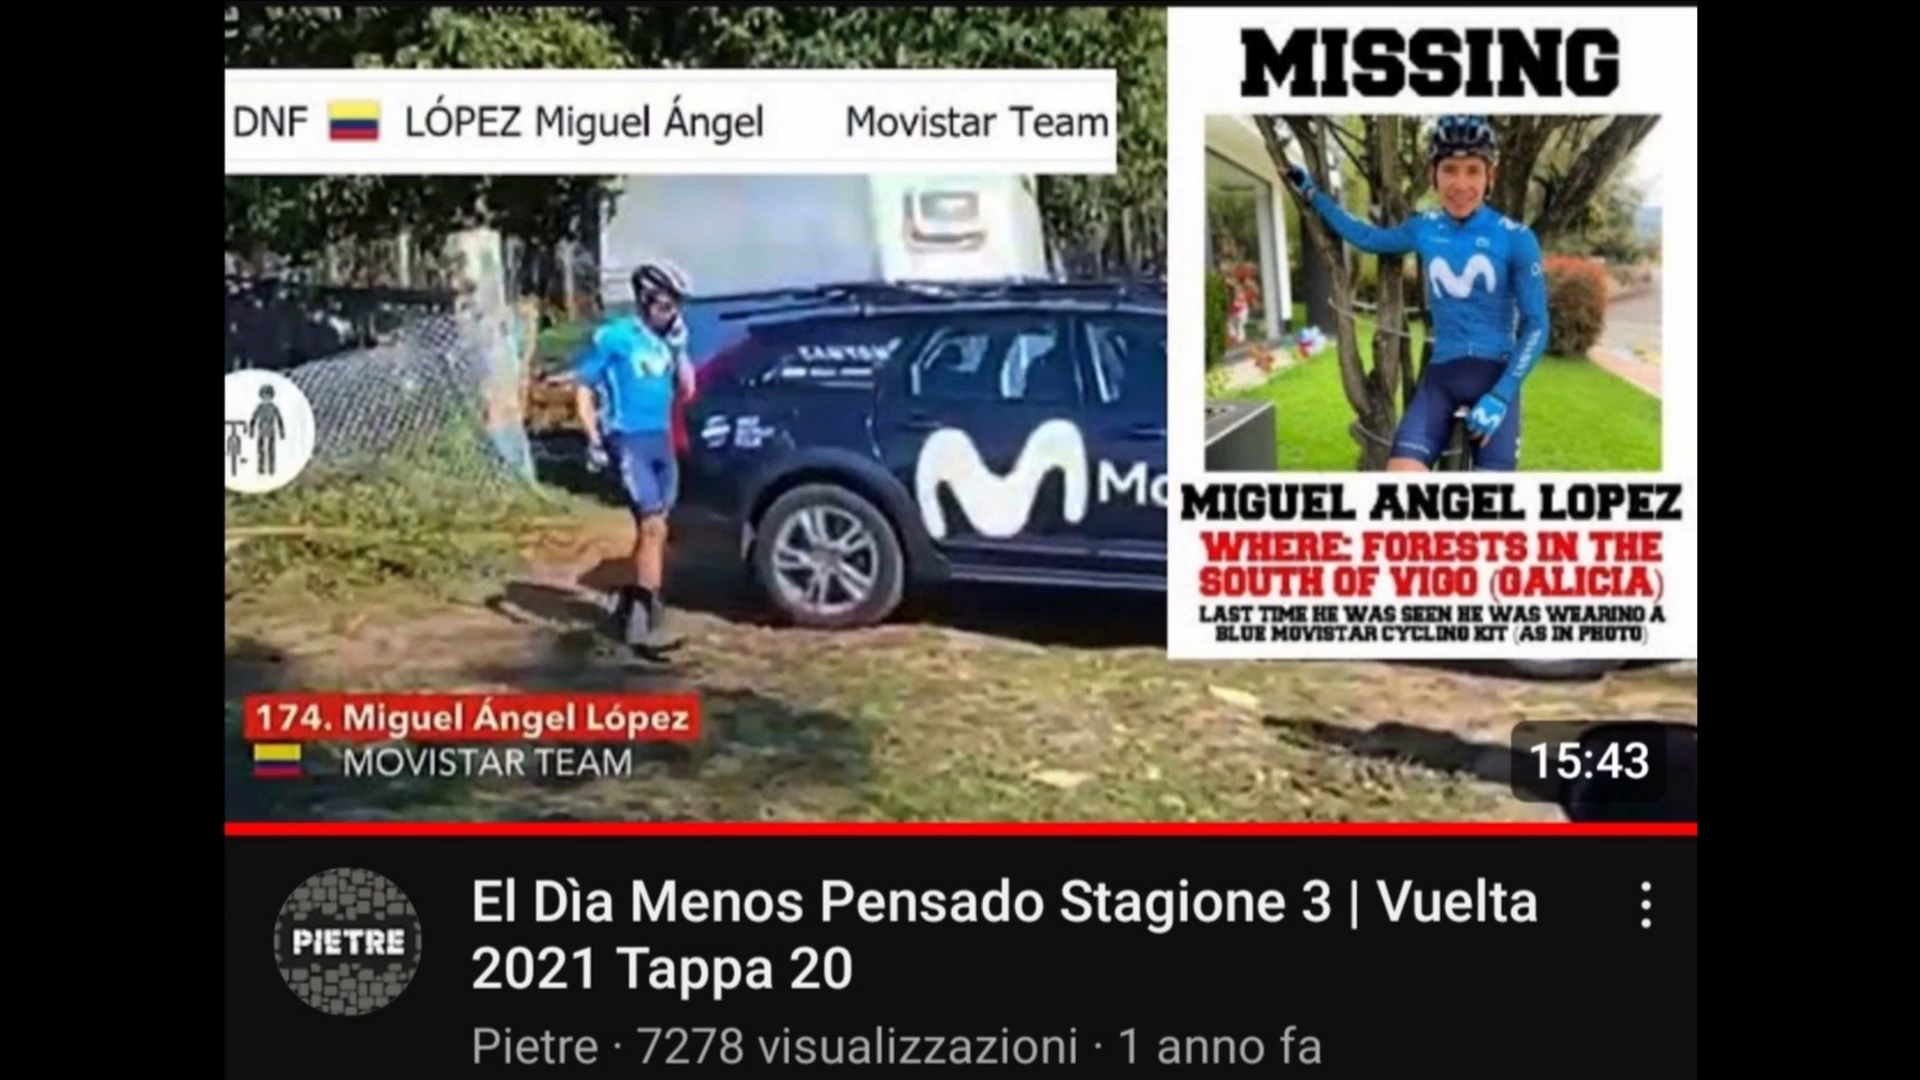 DNF LÓPEZ Miguel Ángel Movistar Team
CANYON
Mo
174. Miguel Ángel López
MOVISTAR TEAM
MISSING
MIGUEL ANGEL LOPEZ
WHERE: FORESTS IN THE
SOUTH OF VIGO (GALICIA)
LAST TIME HE WAS SEEN HE WAS WEARING A
BLUE MOVISTAR CYCLING KIT (AS IN PHOTO)
15:43
PIETRE
El Dìa Menos Pensado Stagione 3 | Vuelta
2021 Tappa 20
Pietre · 7278 visualizzazioni · 1 anno fa